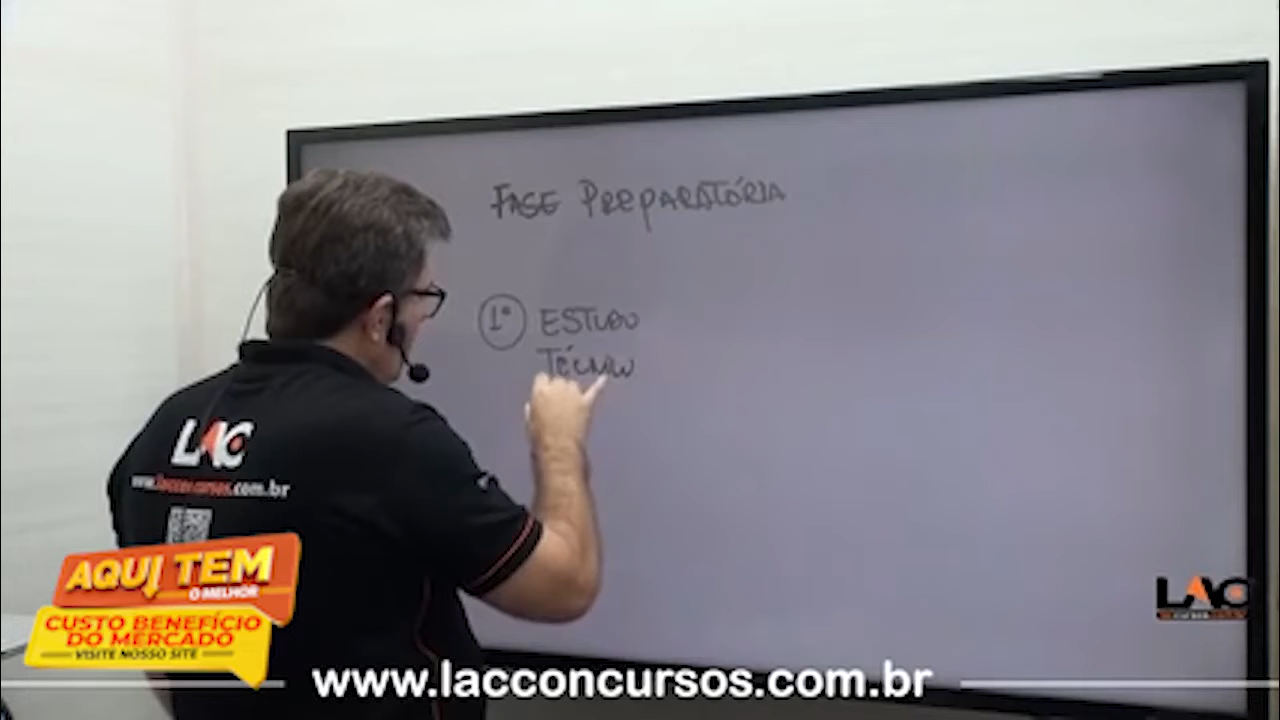 FASE PREPARATÓRIA
1º ESTUDO
TÉCNICO
LAC
www.lacconcursos.com.br
AQUI TEM
O MELHOR
CUSTO BENEFÍCIO
DO MERCADO
VISITE NOSSO SITE
LAC
www.lacconcursos.com.br